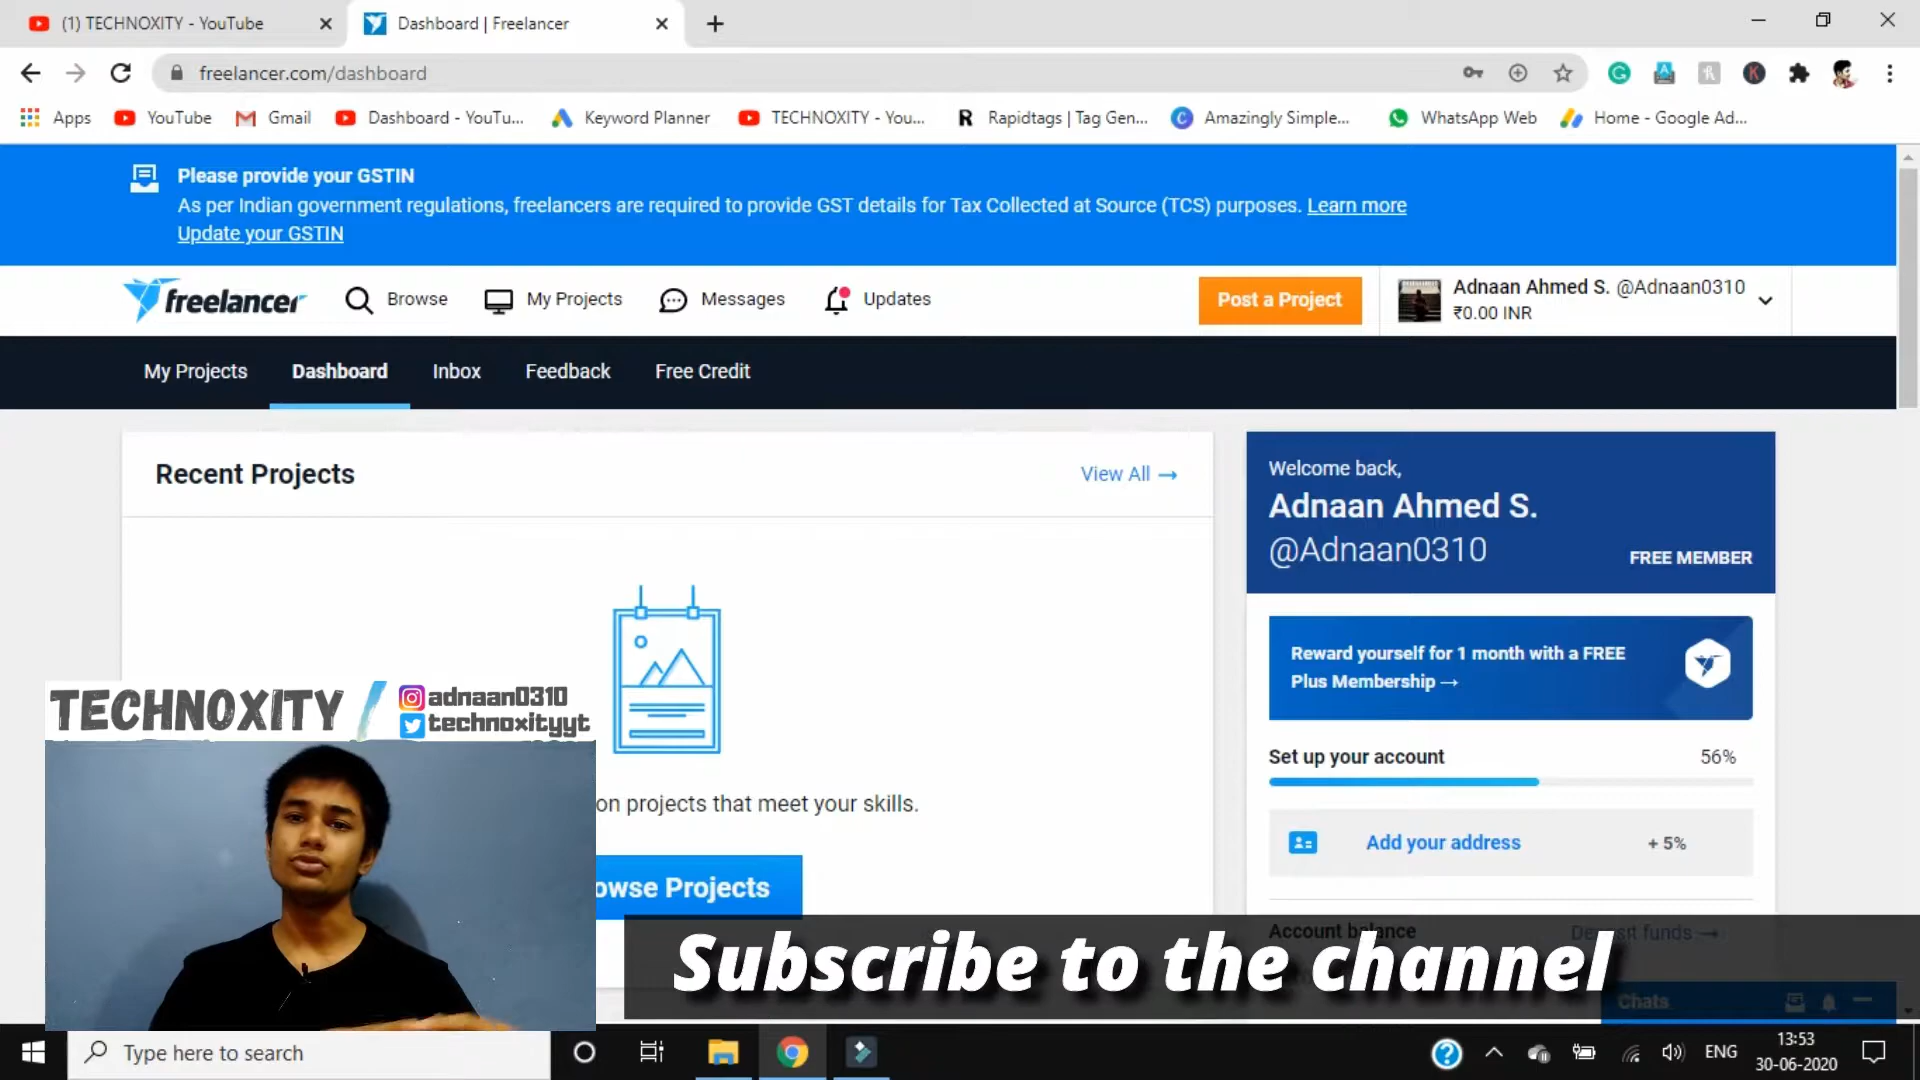 (1) TECHNOXITY - YouTube
Dashboard | Freelancer
freelancer.com/dashboard
Apps
YouTube
Gmail
Dashboard - YouTu...
Keyword Planner
TECHNOXITY - You...
Rapidtags | Tag Gen...
Amazingly Simple...
WhatsApp Web
Home - Google Ad...
Please provide your GSTIN
As per Indian government regulations, freelancers are required to provide GST details for Tax Collected at Source (TCS) purposes. Learn more
Update your GSTIN
freelancer
Browse
My Projects
Messages
Updates
Post a Project
Adnaan Ahmed S. @Adnaan0310
₹0.00 INR
My Projects
Dashboard
Inbox
Feedback
Free Credit
Recent Projects
View All →
on projects that meet your skills.
owse Projects
Welcome back,
Adnaan Ahmed S.
@Adnaan0310
FREE MEMBER
Reward yourself for 1 month with a FREE
Plus Membership →
Set up your account
56%
Add your address
+ 5%
Account balance
Deposit funds →
Chats
TECHNOXITY
adnaan0310
technoxityyt
Subscribe to the channel
Type here to search
ENG
13:53
30-06-2020